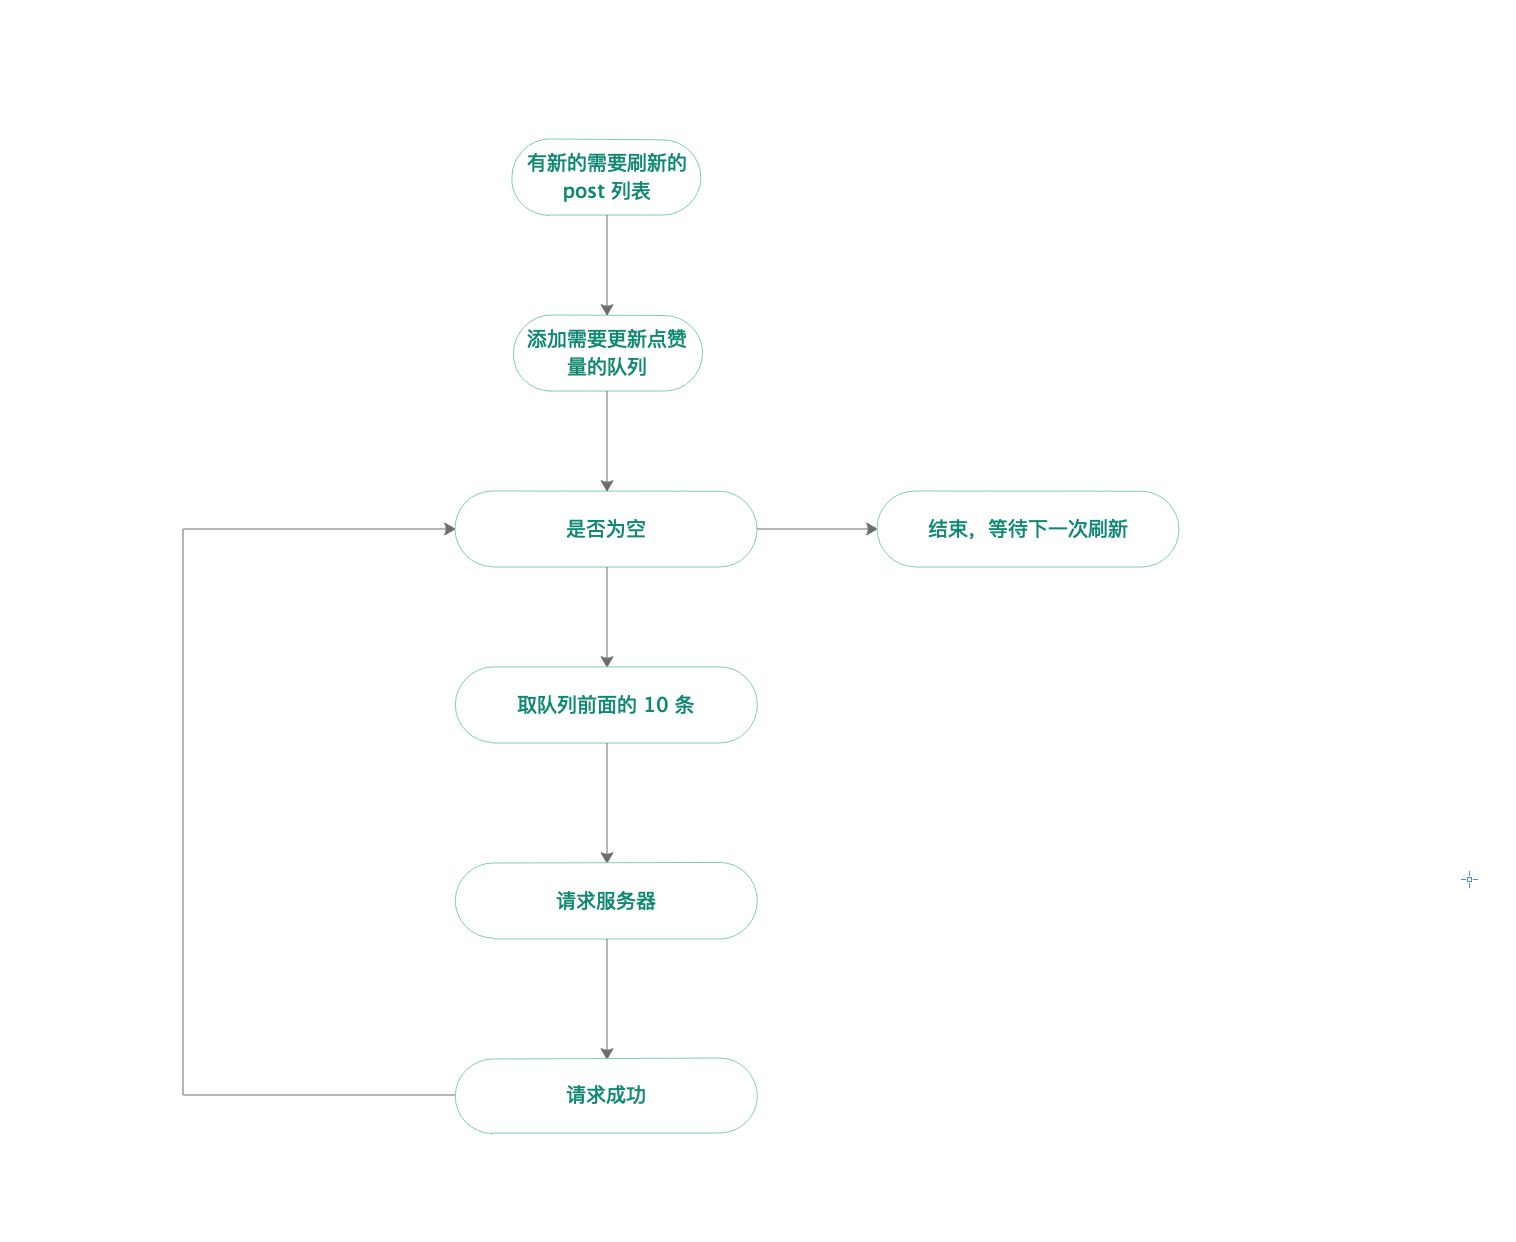 有新的需要刷新的
post 列表
添加需要更新点赞
量的队列
是否为空
结束，等待下一次刷新
取队列前面的 10 条
请求服务器
请求成功